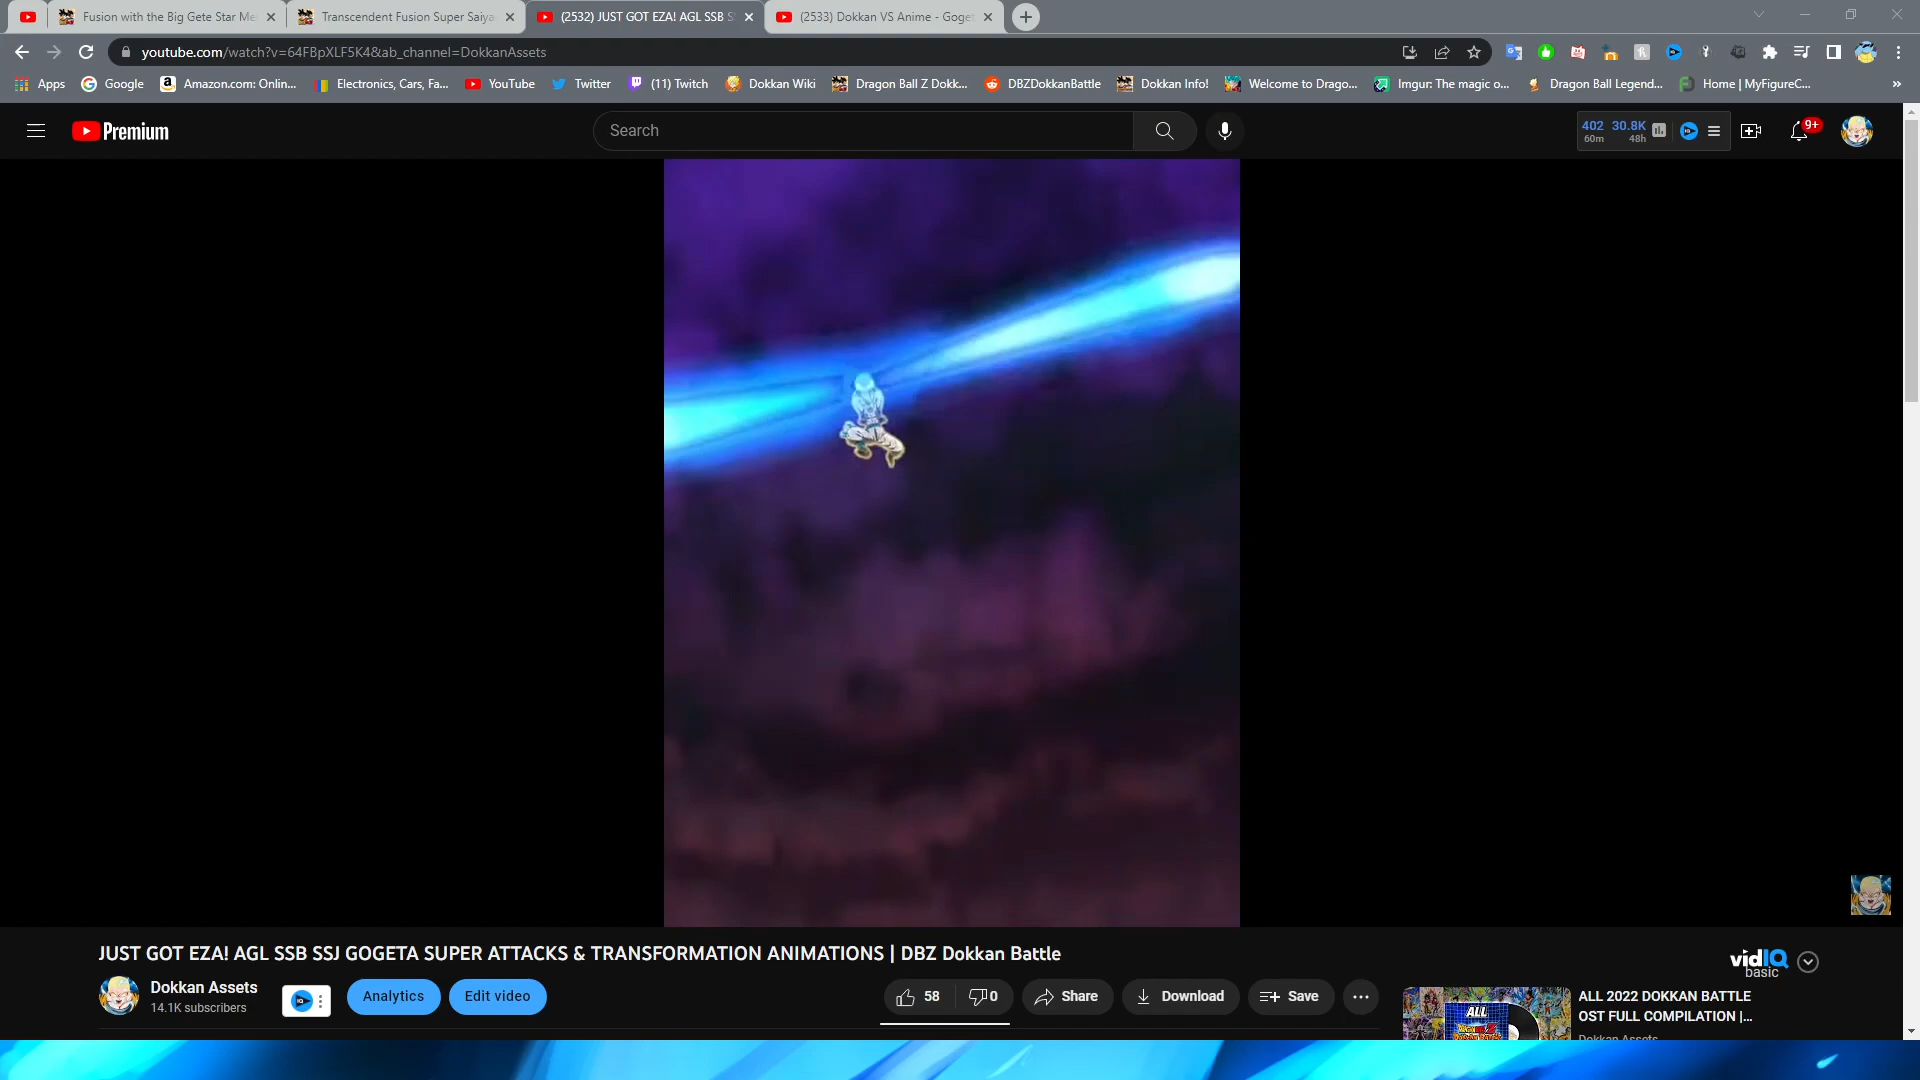 Fusion with the Big Gete Star Me
Transcendent Fusion Super Saiya
(2532) JUST GOT EZA! AGL SSB S
(2533) Dokkan VS Anime - Goget
youtube.com/watch?v=64FBpXLF5K4&ab_channel=DokkanAssets
Apps
Google
Amazon.com: Onlin...
Electronics, Cars, Fa...
YouTube
Twitter
(11) Twitch
Dokkan Wiki
Dragon Ball Z Dokk...
DBZDokkanBattle
Dokkan Info!
Welcome to Drago...
Imgur: The magic o...
Dragon Ball Legend...
Home | MyFigureC...
»
Premium
Search
402 30.8K
60m 48h
9+
JUST GOT EZA! AGL SSB SSJ GOGETA SUPER ATTACKS & TRANSFORMATION ANIMATIONS | DBZ Dokkan Battle
vidIQ
basic
Dokkan Assets
14.1K subscribers
Analytics
Edit video
58
0
Share
Download
Save
ALL
ALL 2022 DOKKAN BATTLE
OST FULL COMPILATION |...
Dokkan Assets